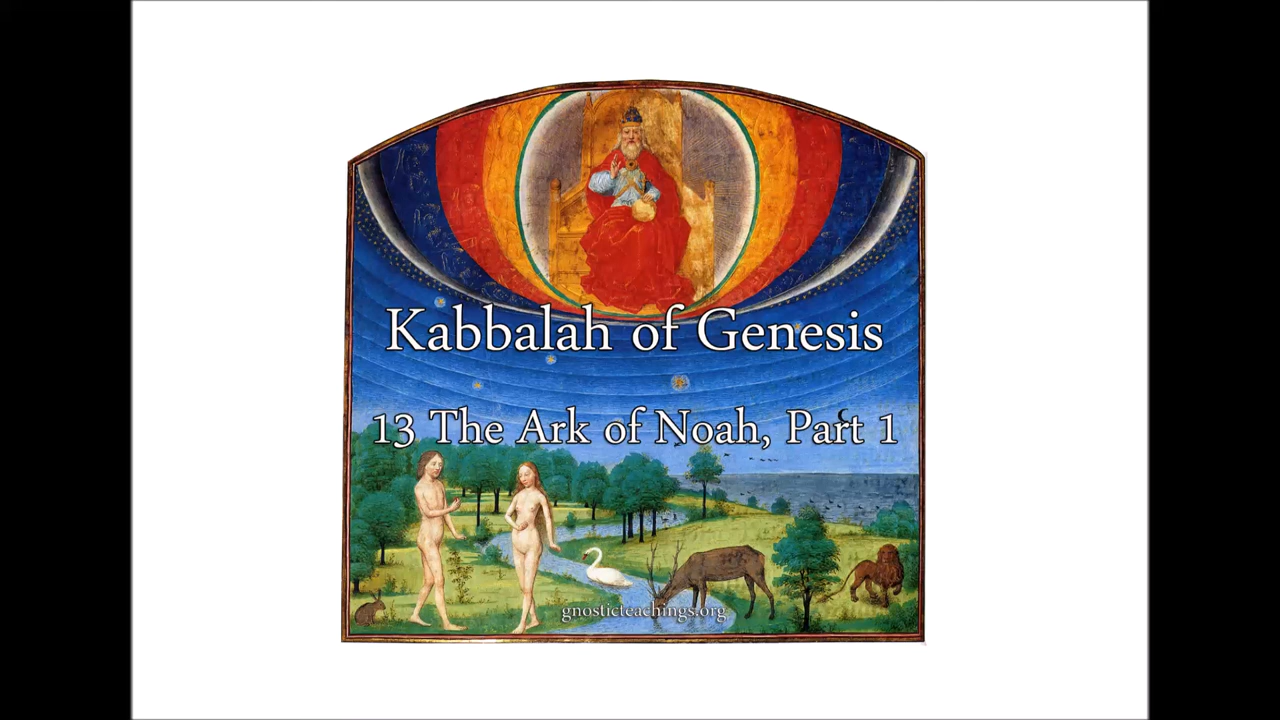 Kabbalah of Genesis
13 The Ark of Noah, Part 1
gnosticteachings.org